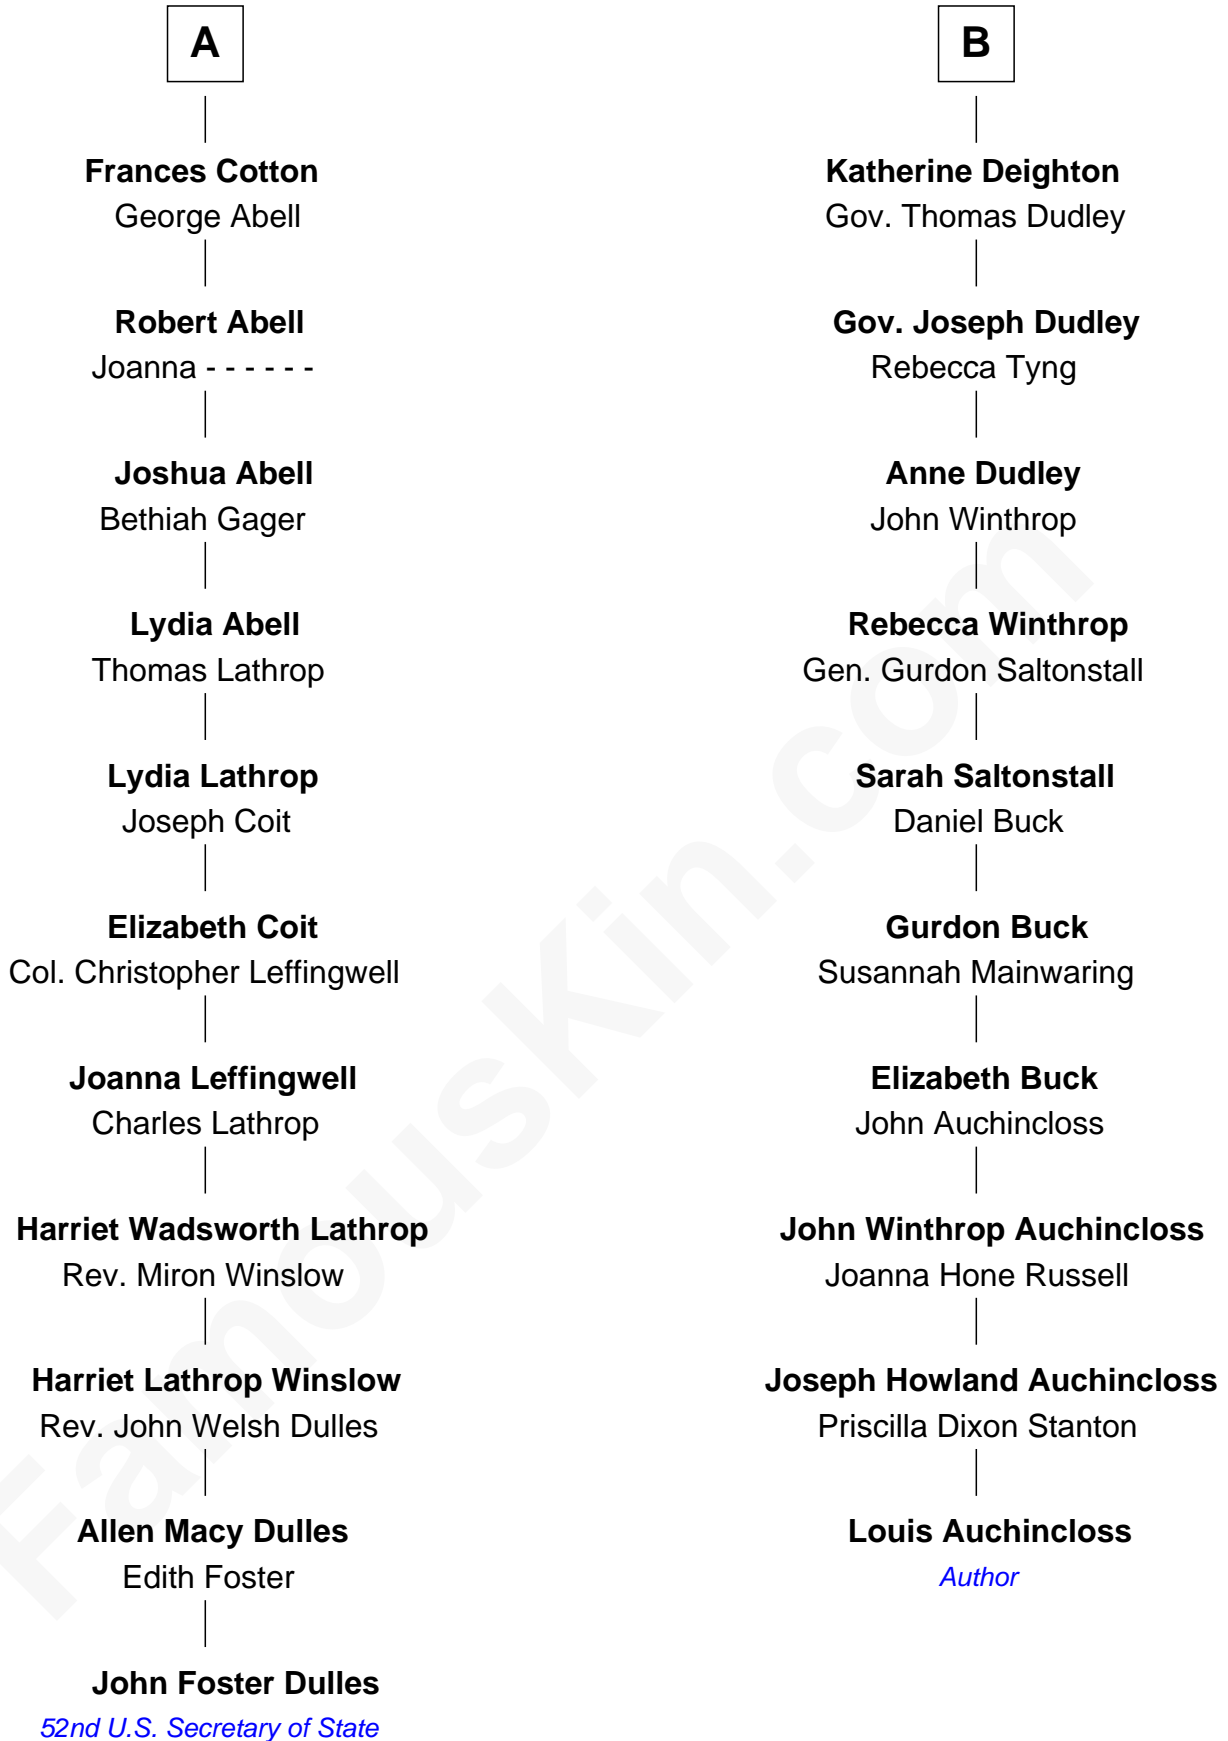 A
Frances Cotton
George Abell
Robert Abell
Joanna - - - - - -
Joshua Abell
Bethiah Gager
Lydia Abell
Thomas Lathrop
Lydia Lathrop
Joseph Coit
Elizabeth Coit
Col. Christopher Leffingwell
Joanna Leffingwell
Charles Lathrop
Harriet Wadsworth Lathrop
Rev. Miron Winslow
Harriet Lathrop Winslow
Rev. John Welsh Dulles
Allen Macy Dulles
Edith Foster
John Foster Dulles
52nd U.S. Secretary of State
B
Katherine Deighton
Gov. Thomas Dudley
Gov. Joseph Dudley
Rebecca Tyng
Anne Dudley
John Winthrop
Rebecca Winthrop
Gen. Gurdon Saltonstall
Sarah Saltonstall
Daniel Buck
Gurdon Buck
Susannah Mainwaring
Elizabeth Buck
John Auchincloss
John Winthrop Auchincloss
Joanna Hone Russell
Joseph Howland Auchincloss
Priscilla Dixon Stanton
Louis Auchincloss
Author
FamousKin.com